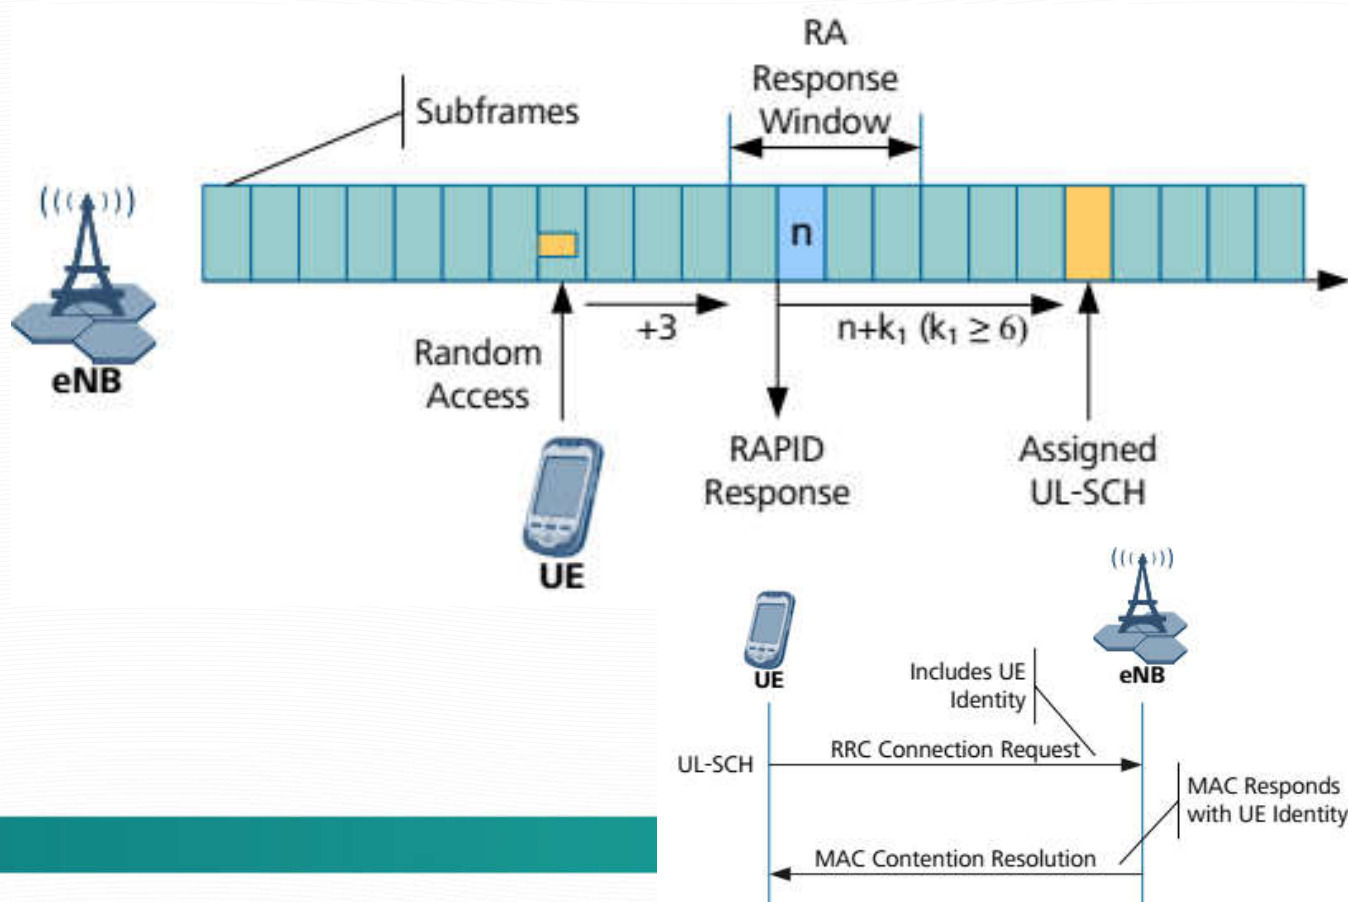 RA
Response
Window
Subframes
n
eNB
+3
n+k₁ (k₁ ≥ 6)
Random
Access
RAPID
Response
Assigned
UL-SCH
UE
UE
eNB
Includes UE
Identity
UL-SCH
RRC Connection Request
MAC Responds
with UE Identity
MAC Contention Resolution